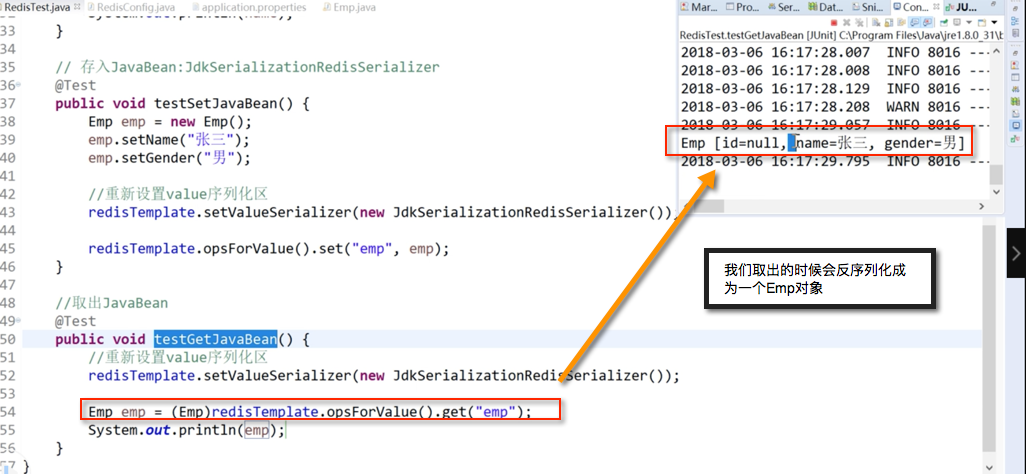 RedisTest.java RedisConfig.java application.properties Emp.java
33 }
34
35 // 存入JavaBean:JdkSerializationRedisSerializer
36 @Test
37 public void testSetJavaBean() {
38 Emp emp = new Emp();
39 emp.setName("张三");
40 emp.setGender("男");
41
42 //重新设置value序列化区
43 redisTemplate.setValueSerializer(new JdkSerializationRedisSerializer());
44
45 redisTemplate.opsForValue().set("emp", emp);
46 }
47
48 //取出JavaBean
49 @Test
50 public void testGetJavaBean() {
51 //重新设置value序列化区
52 redisTemplate.setValueSerializer(new JdkSerializationRedisSerializer());
53
54 Emp emp = (Emp)redisTemplate.opsForValue().get("emp");
55 System.out.println(emp);
56 }
57 }
Mar... Pro... Ser... Dat... Sni... Con... JU...
RedisTest.testGetJavaBean [JUnit] C:\Program Files\Java\jre1.8.0_31\b
2018-03-06 16:17:28.007 INFO 8016 ---
2018-03-06 16:17:28.008 INFO 8016 ---
2018-03-06 16:17:28.129 INFO 8016 ---
2018-03-06 16:17:28.208 WARN 8016 ---
2018-03-06 16:17:29.057 INFO 8016 ---
Emp [id=null, name=张三, gender=男]
2018-03-06 16:17:29.795 INFO 8016 ---
我们取出的时候会反序列化成
为一个Emp对象